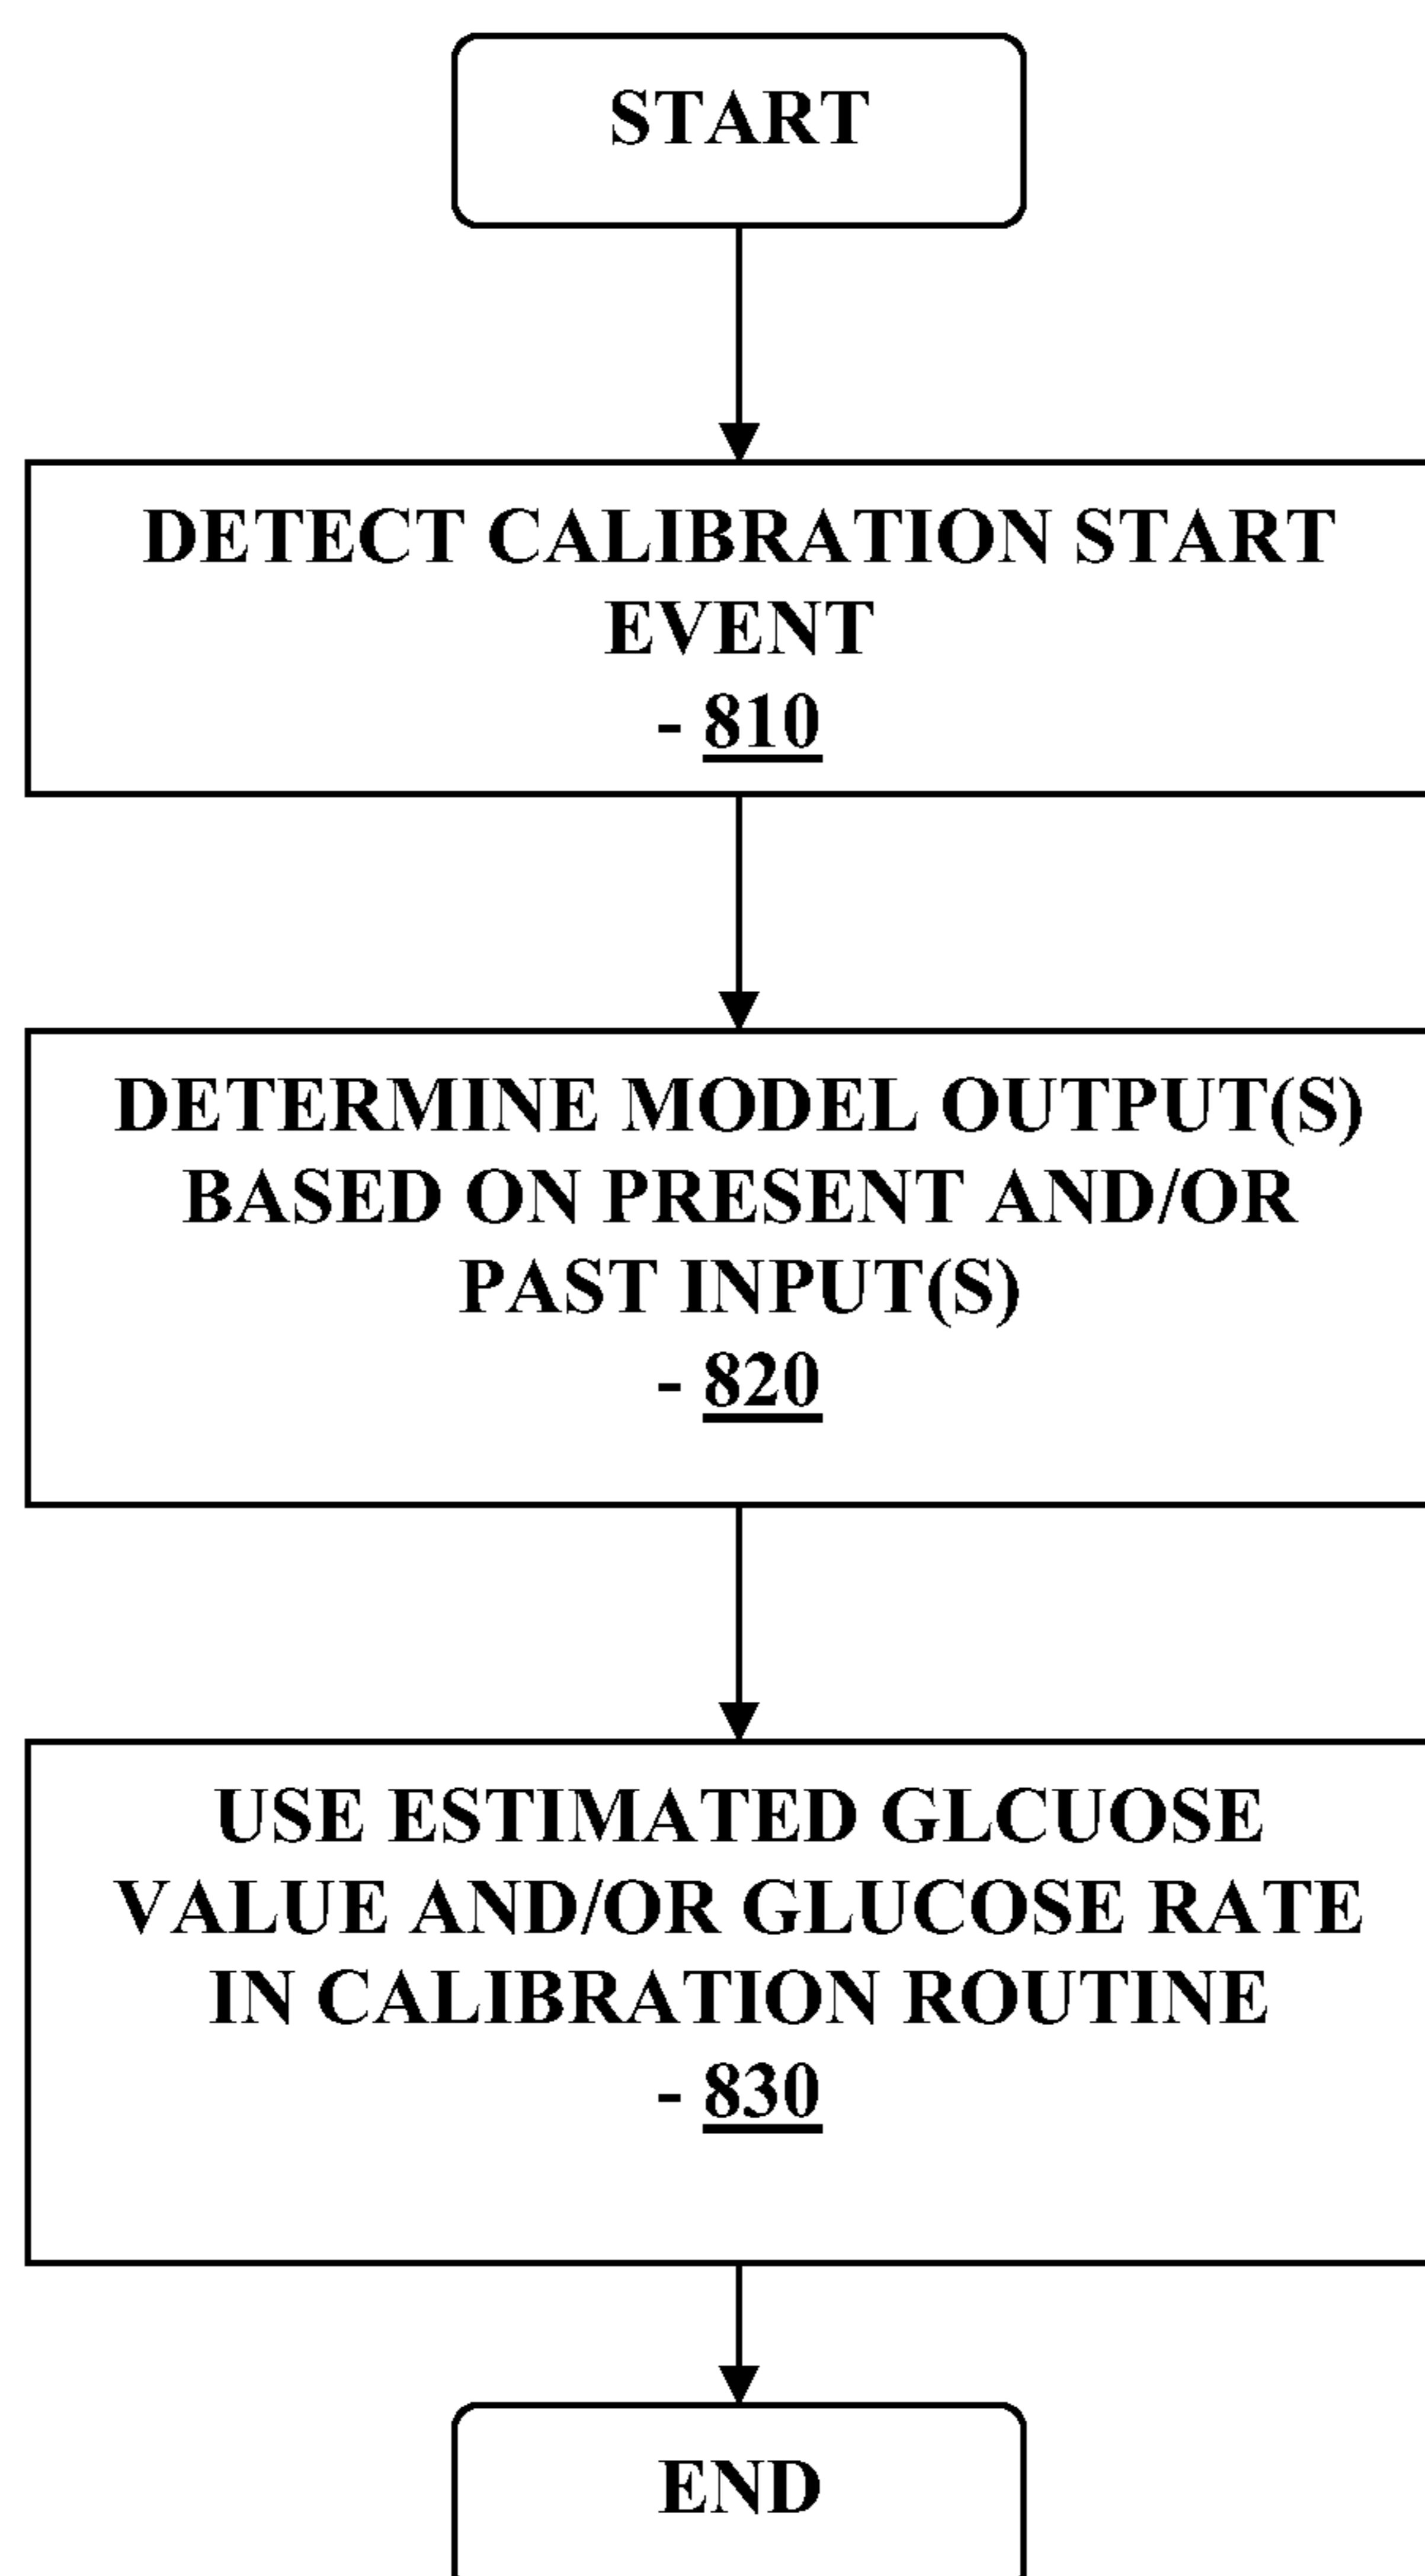 START
DETECT CALIBRATION START
EVENT
- 810
DETERMINE MODEL OUTPUT(S)
BASED ON PRESENT AND/OR
PAST INPUT(S)
- 820
USE ESTIMATED GLCUOSE
VALUE AND/OR GLUCOSE RATE
IN CALIBRATION ROUTINE
- 830
END